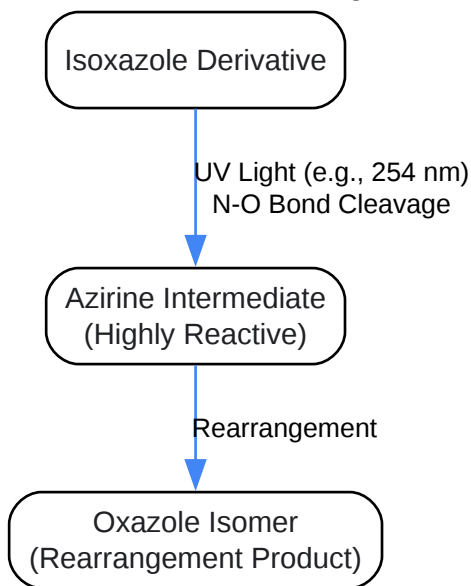 Isoxazole Derivative
UV Light (e.g., 254 nm)
N-O Bond Cleavage
Azirine Intermediate
(Highly Reactive)
Rearrangement
Oxazole Isomer
(Rearrangement Product)